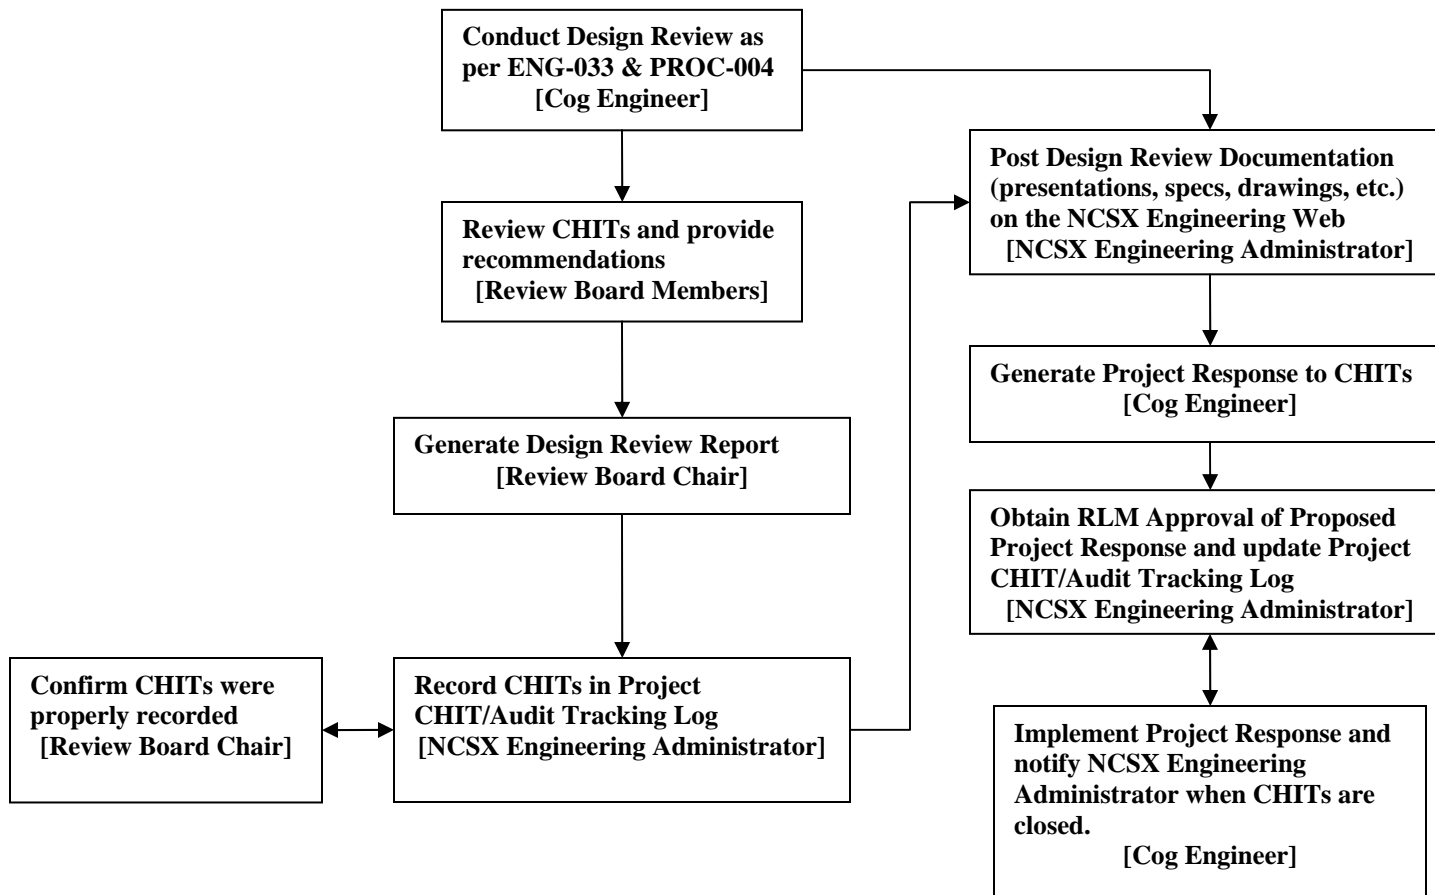 Conduct Design Review as
per ENG-033 & PROC-004
[Cog Engineer]
Review CHITs and provide
recommendations
[Review Board Members]
Generate Design Review Report
[Review Board Chair]
Record CHITs in Project
CHIT/Audit Tracking Log
[NCSX Engineering Administrator]
Confirm CHITs were
properly recorded
[Review Board Chair]
Post Design Review Documentation
(presentations, specs, drawings, etc.)
on the NCSX Engineering Web
[NCSX Engineering Administrator]
Generate Project Response to CHITs
[Cog Engineer]
Obtain RLM Approval of Proposed
Project Response and update Project
CHIT/Audit Tracking Log
[NCSX Engineering Administrator]
Implement Project Response and
notify NCSX Engineering
Administrator when CHITs are
closed.
[Cog Engineer]